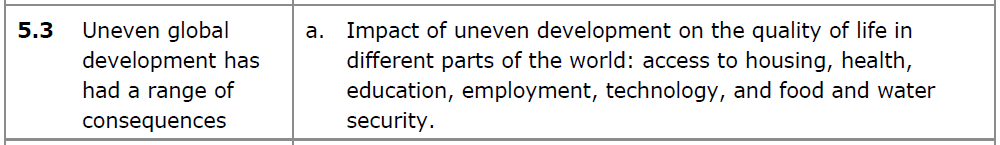 5.3 Uneven global development has had a range of consequences
a. Impact of uneven development on the quality of life in
different parts of the world: access to housing, health,
education, employment, technology, and food and water
security.